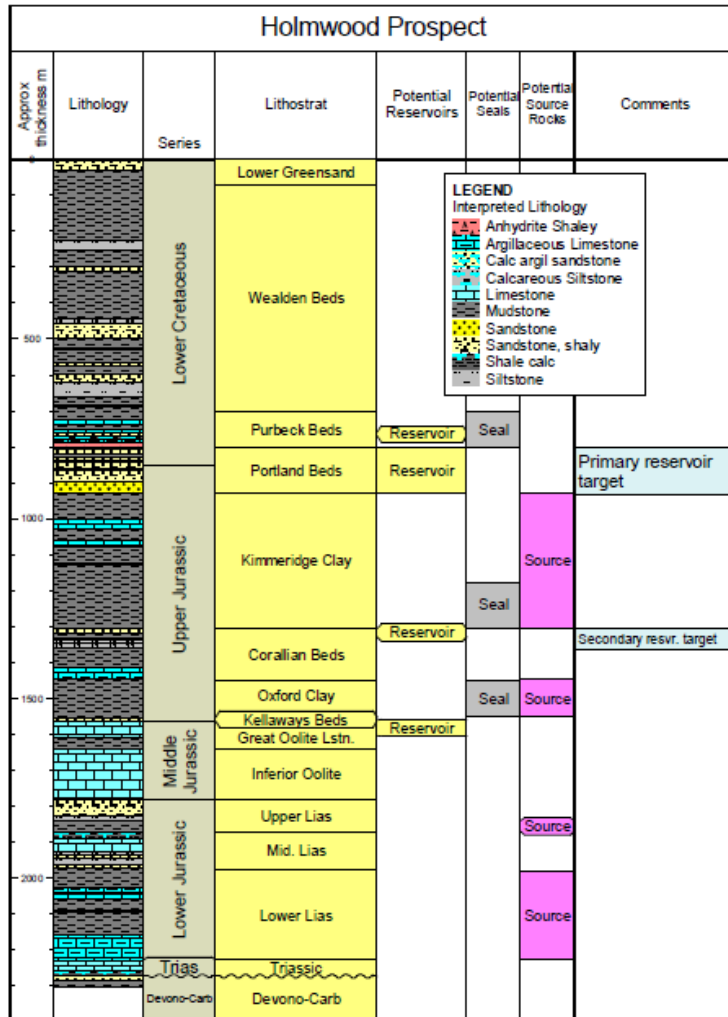 Holmwood Prospect
Approx
thickness m
Lithology
Series
Lithostrat
Potential
Reservoirs
Potential
Seals
Potential
Source
Rocks
Comments
0
500
1000
1500
2000
Lower Cretaceous
Upper Jurassic
Middle
Jurassic
Lower Jurassic
Trias
Devono-Carb
Lower Greensand
Wealden Beds
Purbeck Beds
Portland Beds
Kimmeridge Clay
Corallian Beds
Oxford Clay
Kellaways Beds
Great Oolite Lstn.
Inferior Oolite
Upper Lias
Mid. Lias
Lower Lias
Triassic
Devono-Carb
Reservoir
Reservoir
Reservoir
Reservoir
Seal
Seal
Seal
Source
Source
Source
Source
LEGEND
Interpreted Lithology
Anhydrite Shaley
Argillaceous Limestone
Calc argil sandstone
Calcareous Siltstone
Limestone
Mudstone
Sandstone
Sandstone, shaly
Shale calc
Siltstone
Primary reservoir
target
Secondary resvr. target